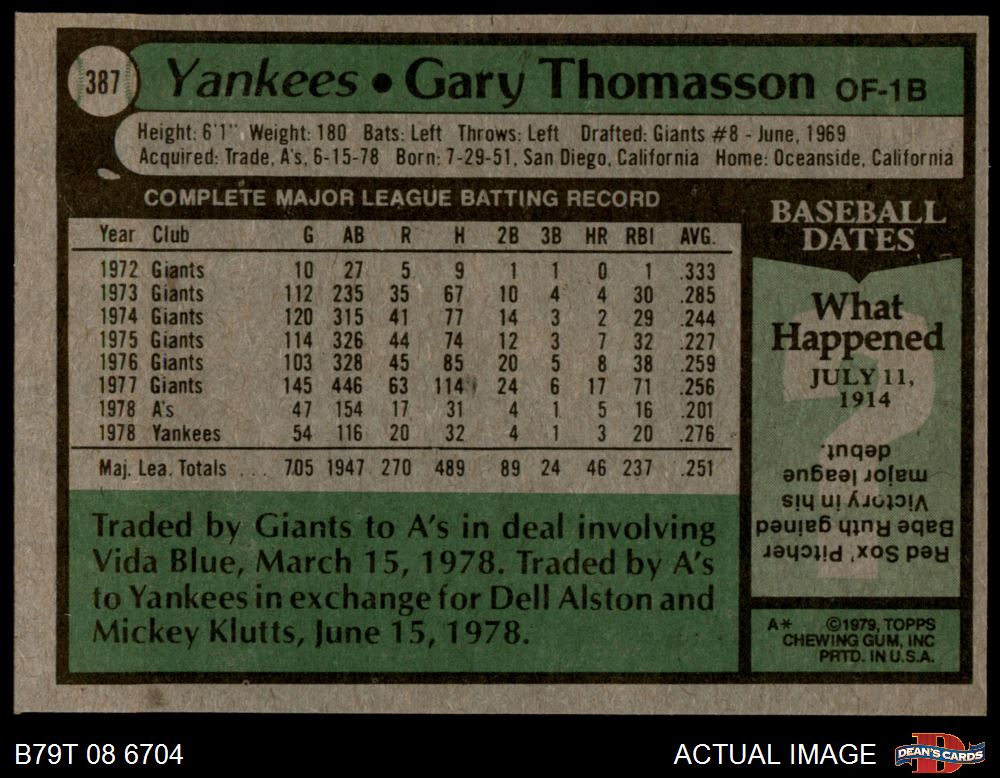 387 Yankees • Gary Thomasson OF-1B
Height: 6'1" Weight: 180 Bats: Left Throws: Left Drafted: Giants #8 - June, 1969
Acquired: Trade, A's, 6-15-78 Born: 7-29-51, San Diego, California Home: Oceanside, California
COMPLETE MAJOR LEAGUE BATTING RECORD
Year Club G AB R H 2B 3B HR RBI AVG.
1972 Giants 10 27 5 9 1 1 0 1 .333
1973 Giants 112 235 35 67 10 4 4 30 .285
1974 Giants 120 315 41 77 14 3 2 29 .244
1975 Giants 114 326 44 74 12 3 7 32 .227
1976 Giants 103 328 45 85 20 5 8 38 .259
1977 Giants 145 446 63 114 24 6 17 71 .256
1978 A's 47 154 17 31 4 1 5 16 .201
1978 Yankees 54 116 20 32 4 1 3 20 .276
Maj. Lea. Totals ... 705 1947 270 489 89 24 46 237 .251
Traded by Giants to A's in deal involving
Vida Blue, March 15, 1978. Traded by A's
to Yankees in exchange for Dell Alston and
Mickey Klutts, June 15, 1978.
BASEBALL
DATES
What
Happened
JULY 11,
1914
?
Red Sox' Pitcher
Babe Ruth gained
Victory in his
major league
debut.
A* ©1979, TOPPS
CHEWING GUM, INC
PRTD. IN U.S.A.
B79T 08 6704
ACTUAL IMAGE
DEAN'S CARDS